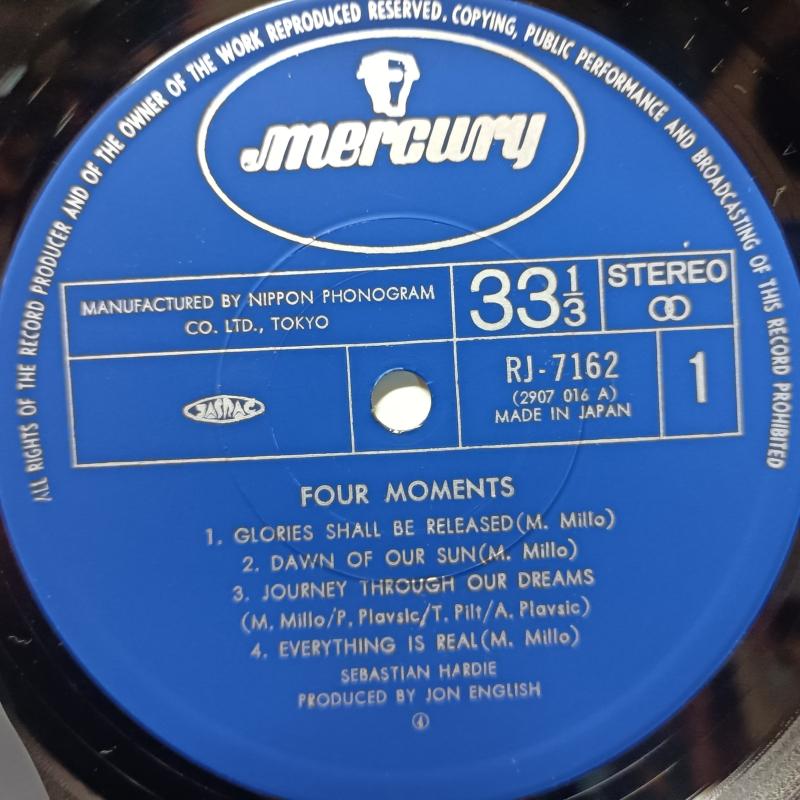 ALL RIGHTS OF THE RECORD PRODUCER AND OF THE OWNER OF THE WORK REPRODUCED RESERVED. COPYING, PUBLIC PERFORMANCE AND BROADCASTING OF THIS RECORD PROHIBITED
mercury
MANUFACTURED BY NIPPON PHONOGRAM
CO. LTD., TOKYO
33 1/3
STEREO
JASRAC
RJ-7162
(2907 016 A)
MADE IN JAPAN
1
FOUR MOMENTS
1. GLORIES SHALL BE RELEASED(M. Millo)
2. DAWN OF OUR SUN(M. Millo)
3. JOURNEY THROUGH OUR DREAMS
(M. Millo/P. Plavsic/T. Pilt/A. Plavsic)
4. EVERYTHING IS REAL(M. Millo)
SEBASTIAN HARDIE
PRODUCED BY JON ENGLISH